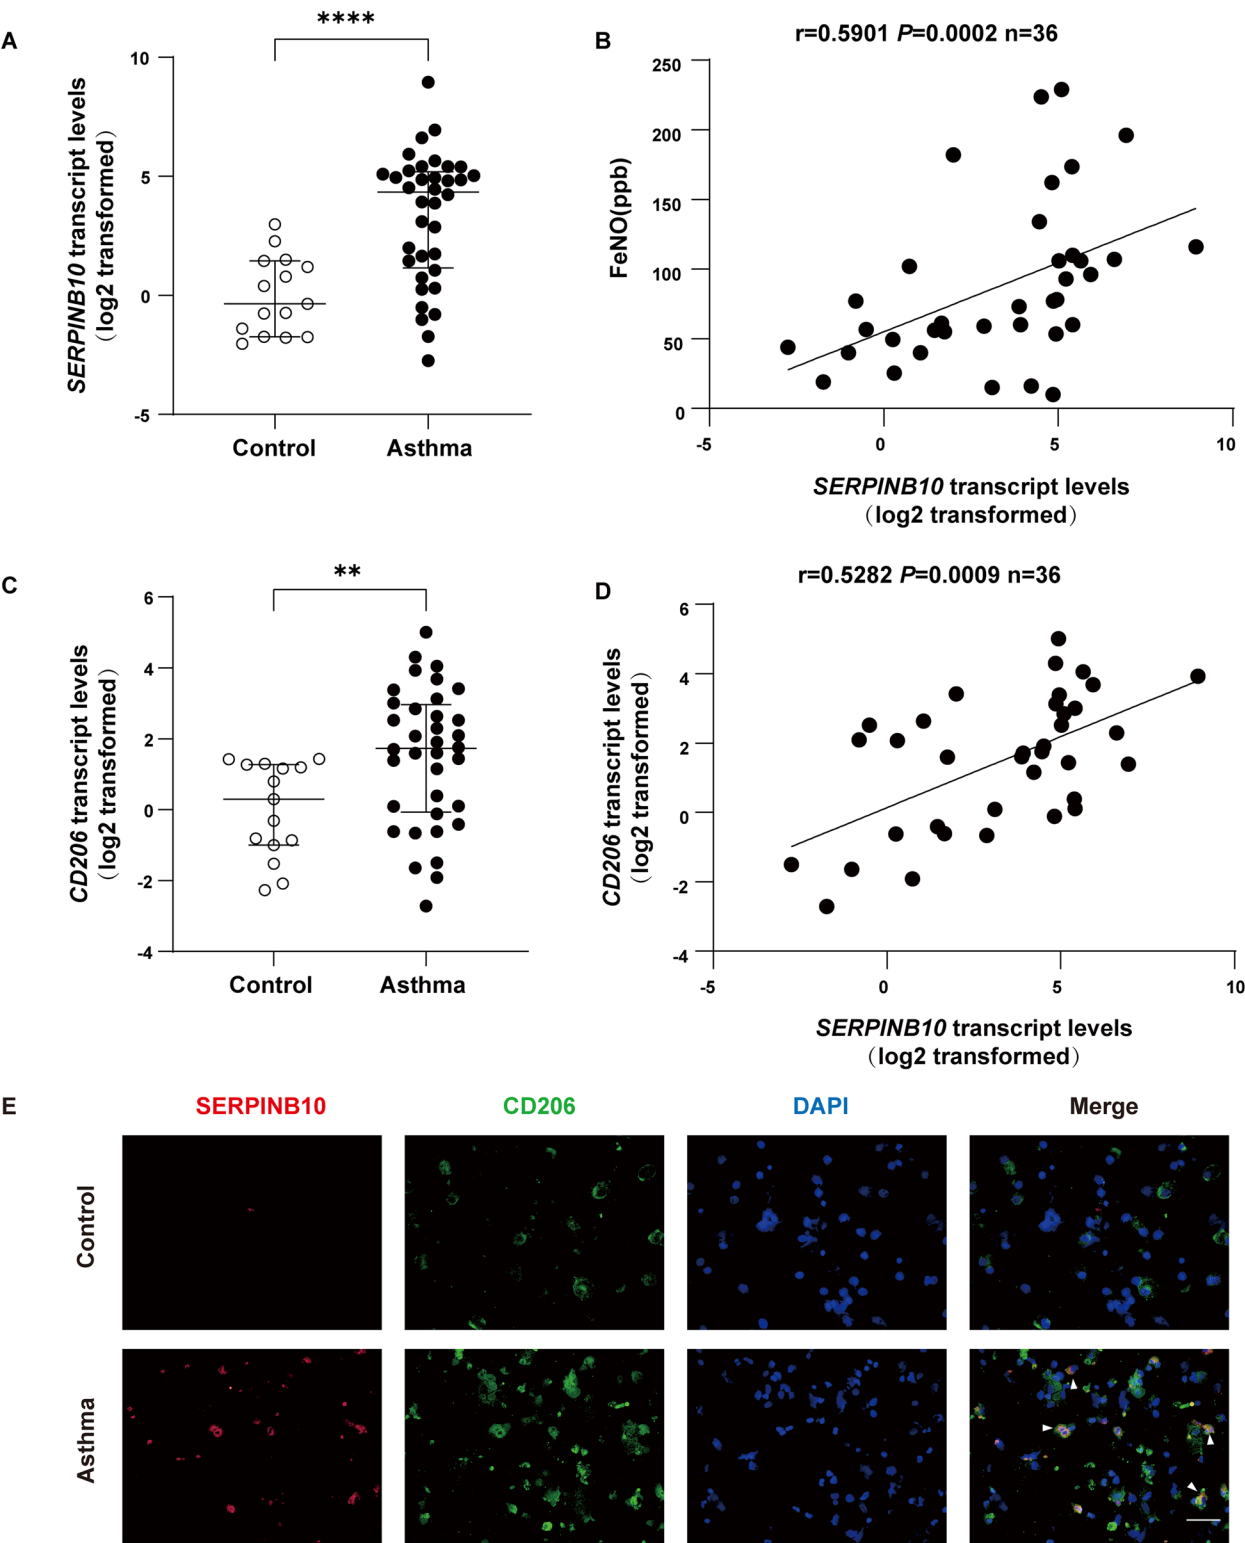 A
****
10
5
0
-5
SERPINB10 transcript levels
(log2 transformed)
Control
Asthma
B
r=0.5901 P=0.0002 n=36
250
200
150
100
50
0
FeNO(ppb)
-5
0
5
10
SERPINB10 transcript levels
(log2 transformed)
C
**
6
4
2
0
-2
-4
CD206 transcript levels
(log2 transformed)
Control
Asthma
D
r=0.5282 P=0.0009 n=36
6
4
2
0
-2
-4
CD206 transcript levels
(log2 transformed)
-5
0
5
10
SERPINB10 transcript levels
(log2 transformed)
E
SERPINB10
CD206
DAPI
Merge
Control
Asthma